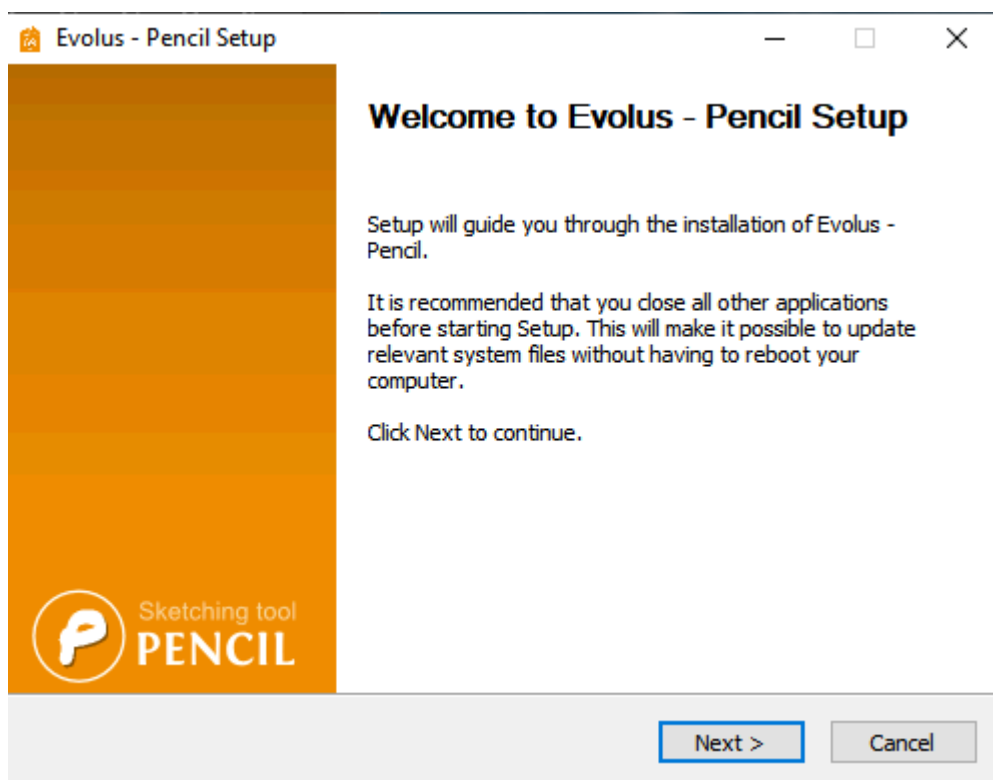 Evolus - Pencil Setup
Welcome to Evolus - Pencil Setup
Setup will guide you through the installation of Evolus -
Pencil.
It is recommended that you close all other applications
before starting Setup. This will make it possible to update
relevant system files without having to reboot your
computer.
Click Next to continue.
Sketching tool
PENCIL
Next >
Cancel